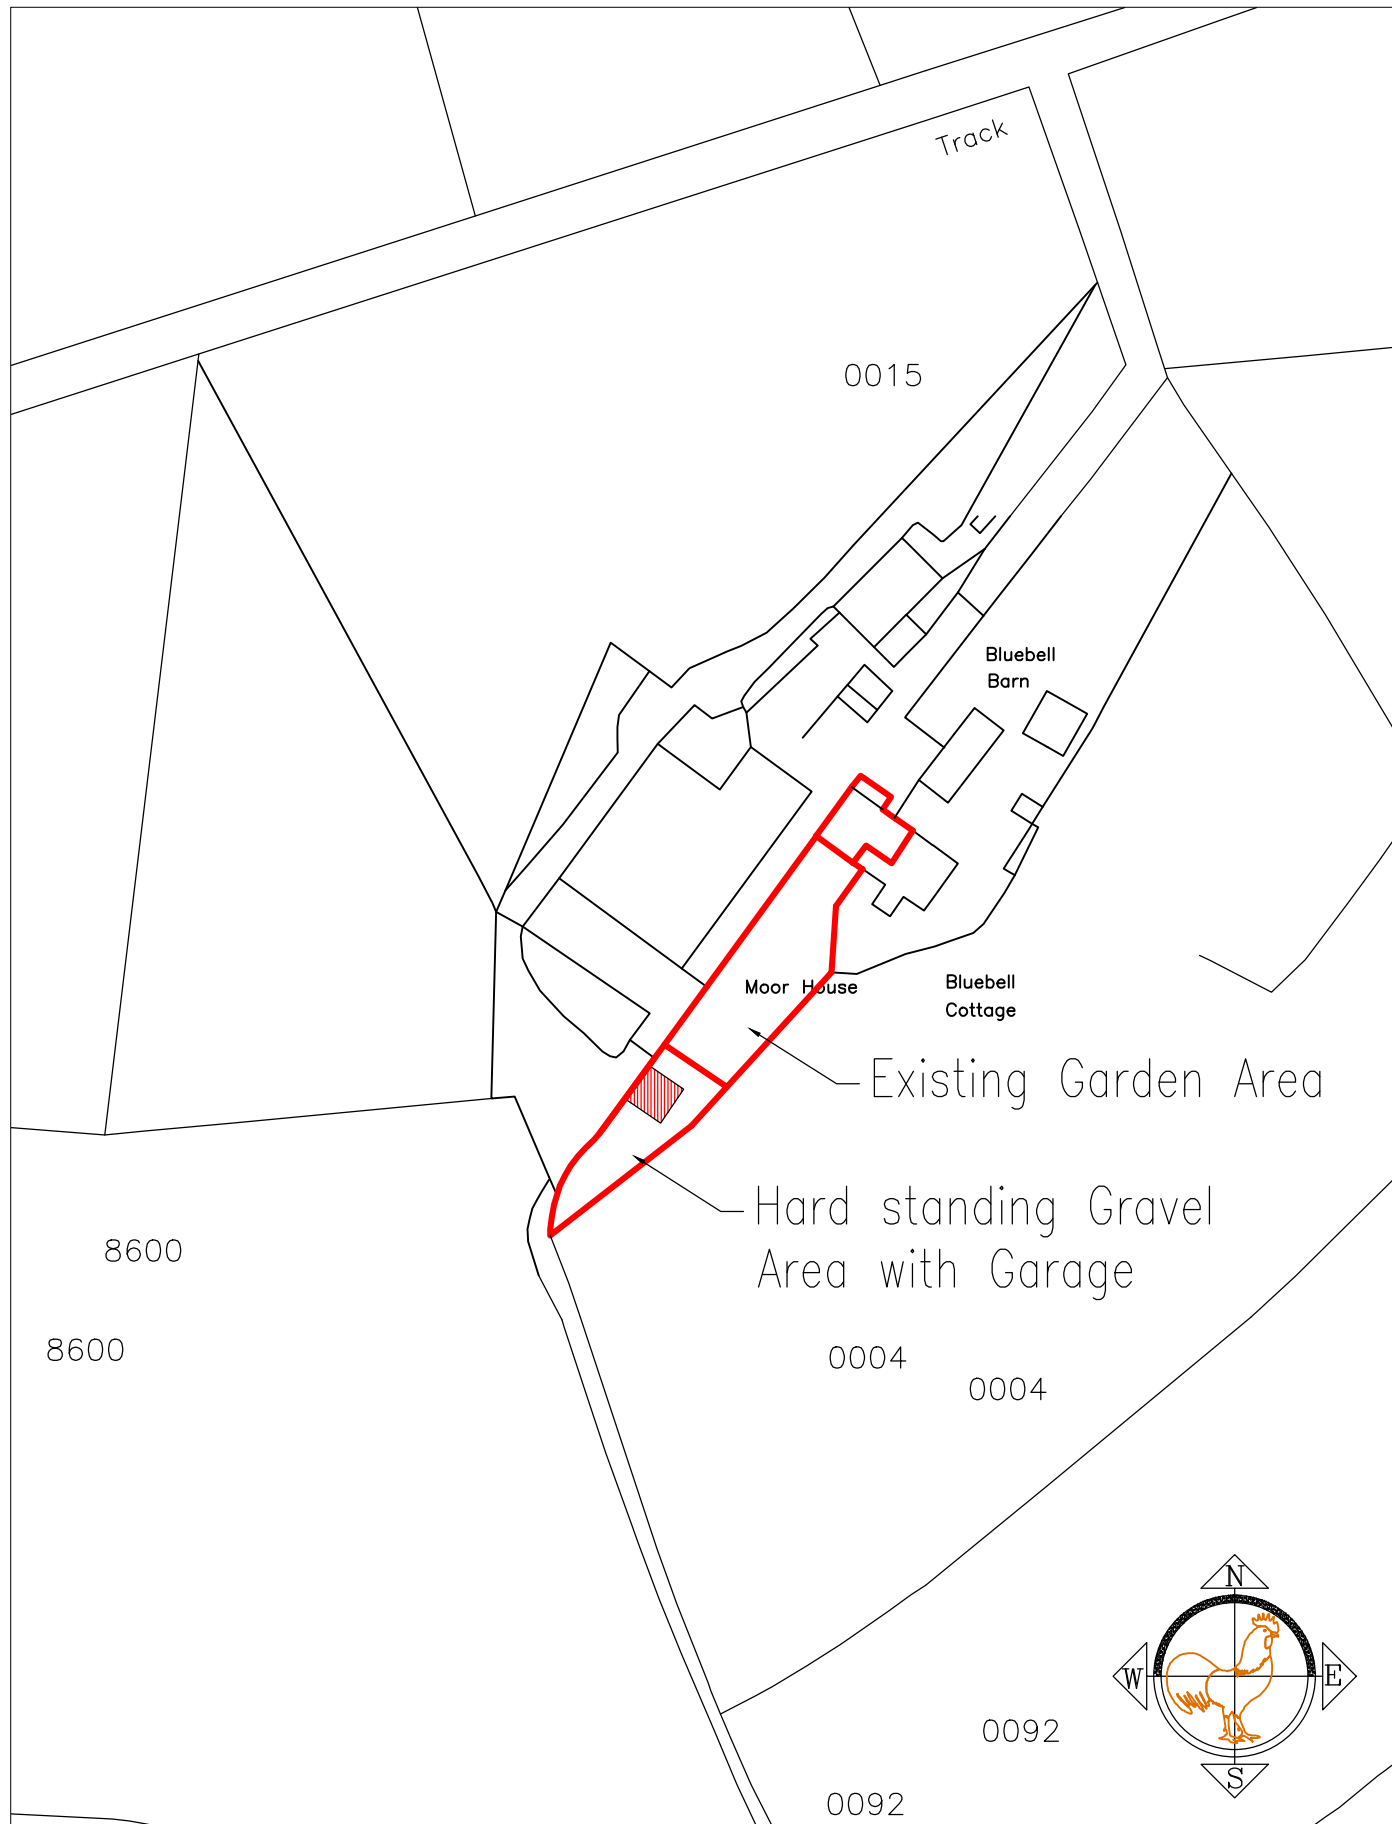 Track
0015
Bluebell
Barn
Moor House
Bluebell
Cottage
Existing Garden Area
Hard standing Gravel
Area with Garage
8600
8600
0004
0004
N
W
E
S
0092
0092